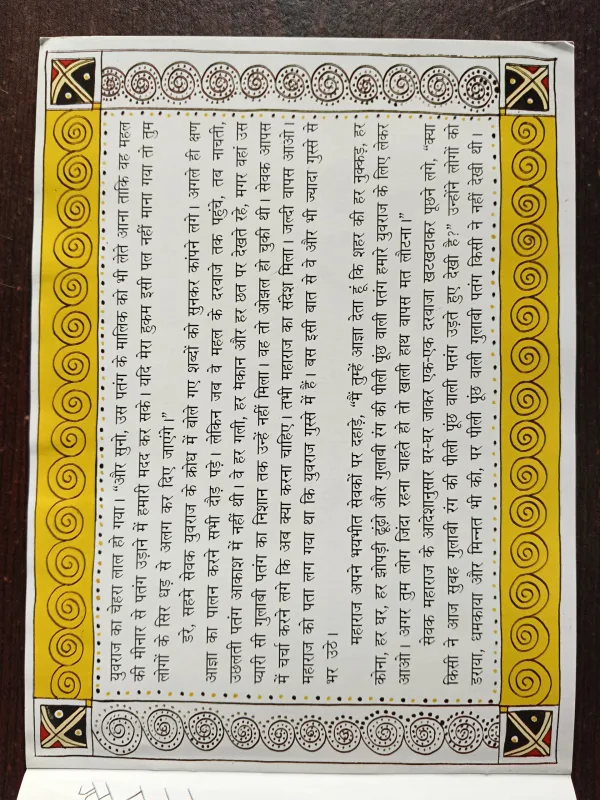 युवराज का चेहरा लाल हो गया। "और सुनो, उस पतंग के मालिक को भी लेते आना ताकि वह महल
की मीनार से पतंग उड़ाने में हमारी मदद कर सके। यदि मेरा हुकम इसी पल नहीं माना गया तो तुम
लोगों के सिर धड़ से अलग कर दिए जाएंगे।"
डरे, सहमे सेवक युवराज के क्रोध में बोले गए शब्दों को सुनकर कांपने लगे। अगले ही क्षण
आज्ञा का पालन करने सभी दौड़ पड़े। लेकिन जब वे महल के दरवाजे तक पहुंचे, तब नाचती,
उछलती पतंग आकाश में नहीं थी। वे हर गली, हर मकान और हर छत पर देखते रहे, मगर वहां उस
प्यारी सी गुलाबी पतंग का निशान तक उन्हें नहीं मिला। वह तो ओझल हो चुकी थी। सेवक आपस
में चर्चा करने लगे कि अब क्या करना चाहिए। तभी महाराज का संदेश मिला। जल्दी वापस आओ।
महाराज को पता लग गया था कि युवराज गुस्से में हैं। बस इसी बात से वे और भी ज्यादा गुस्से से
भर उठे।
महाराज अपने भयभीत सेवकों पर दहाड़े, "मैं तुम्हें आज्ञा देता हूं कि शहर की हर नुक्कड़, हर
कोना, हर घर, हर झोपड़ी ढूंढ़ो और गुलाबी रंग की पीली पूंछ वाली पतंग हमारे युवराज के लिए लेकर
आओ। अगर तुम लोग जिंदा रहना चाहते हो तो खाली हाथ वापस मत लौटना।"
सेवक महाराज के आदेशानुसार घर-घर जाकर एक-एक दरवाजा खटखटाकर पूछने लगे, "क्या
किसी ने आज सुबह गुलाबी रंग की पीली पूंछ वाली पतंग उड़ते हुए देखी है?" उन्होंने लोगों को
डराया, धमकाया और मिन्नत भी की, पर पीली पूंछ वाली गुलाबी पतंग किसी ने नहीं देखी थी।